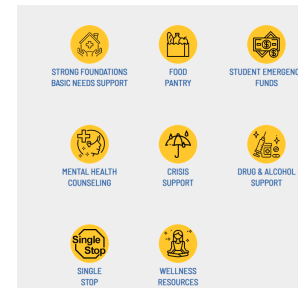 STRONG FOUNDATIONS
BASIC NEEDS SUPPORT
FOOD
PANTRY
STUDENT EMERGENC
FUNDS
MENTAL HEALTH
COUNSELING
CRISIS
SUPPORT
DRUG & ALCOHOL
SUPPORT
Single
Stop
SINGLE
STOP
WELLNESS
RESOURCES